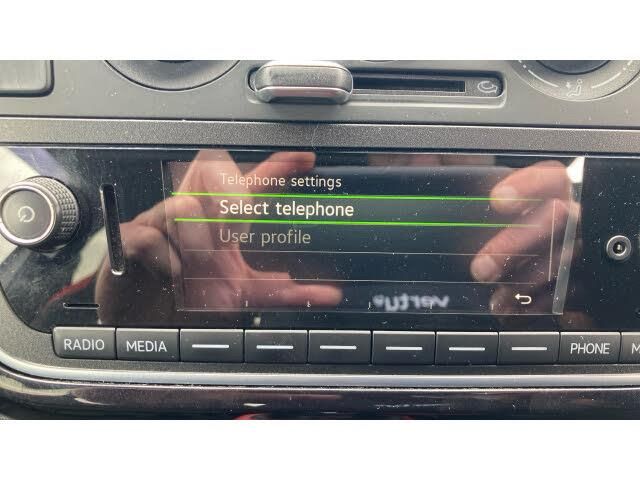 Telephone settings
Select telephone
User profile
RADIO
MEDIA
PHONE